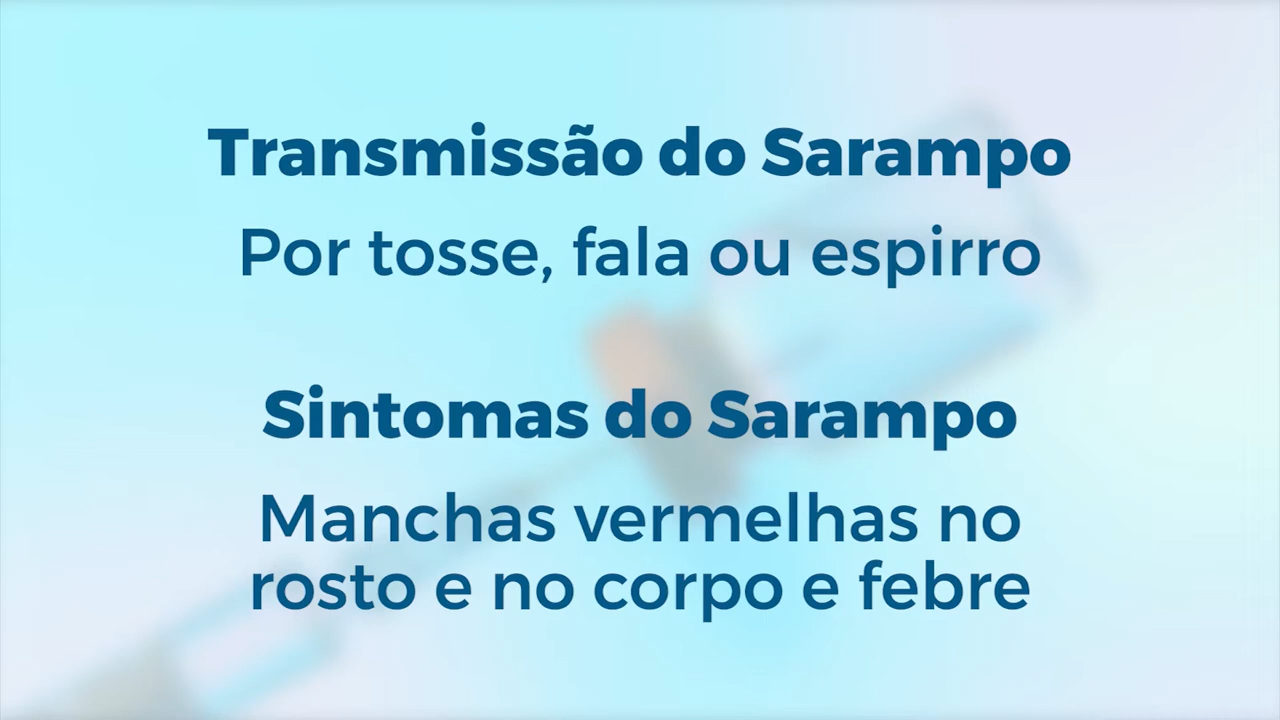 Transmissão do Sarampo
Por tosse, fala ou espirro
Sintomas do Sarampo
Manchas vermelhas no
rosto e no corpo e febre